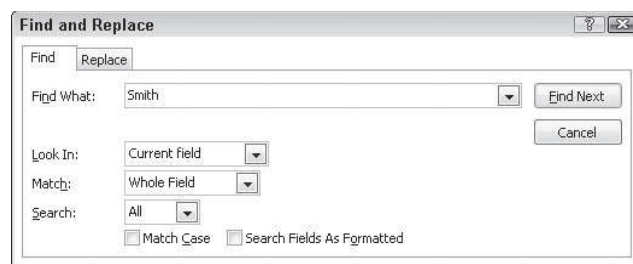 Find and Replace
Find Replace
Find What: Smith Find Next
Cancel
Look In: Current field
Match: Whole Field
Search: All
Match Case Search Fields As Formatted